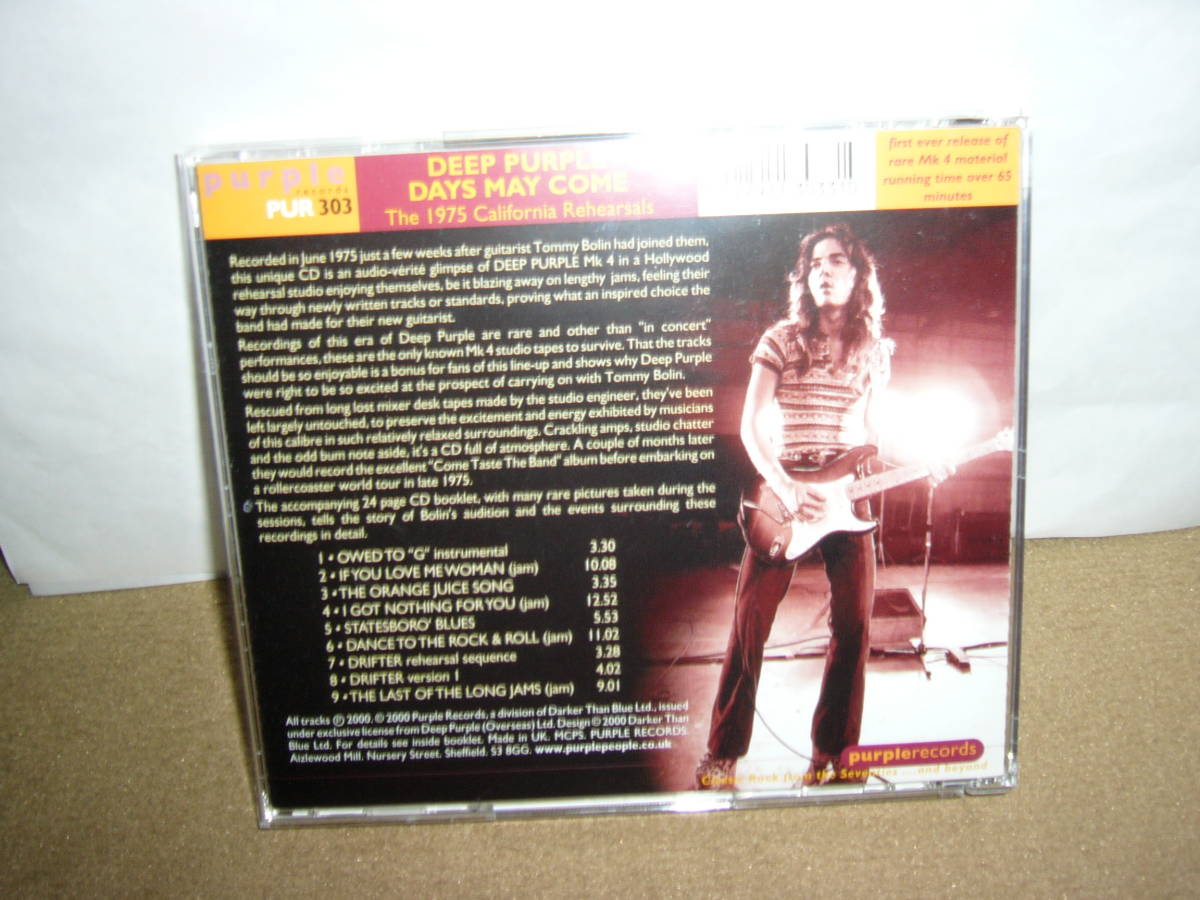 purple
records
PUR 303
DEEP PURPLE
DAYS MAY COME
The 1975 California Rehearsals
first ever release of
rare Mk 4 material
running time over 65
minutes
Recorded in June 1975 just a few weeks after guitarist Tommy Bolin had joined them,
this unique CD is an audio-vérité glimpse of DEEP PURPLE Mk 4 in a Hollywood
rehearsal studio enjoying themselves, be it blazing away on lengthy jams, feeling their
way through newly written tracks or standards, proving what an inspired choice the
band had made for their new guitarist.
Recordings of this era of Deep Purple are rare and other than "in concert"
performances, these are the only known Mk 4 studio tapes to survive. That the tracks
should be so enjoyable is a bonus for fans of this line-up and shows why Deep Purple
were right to be so excited at the prospect of carrying on with Tommy Bolin.
Rescued from long lost mixer desk tapes made by the studio engineer, they've been
left largely untouched, to preserve the excitement and energy exhibited by musicians
of this calibre in such relatively relaxed surroundings. Crackling amps, studio chatter
and the odd bum note aside, it's a CD full of atmosphere. A couple of months later
they would record the excellent "Come Taste The Band" album before embarking on
a rollercoaster world tour in late 1975.
The accompanying 24 page CD booklet, with many rare pictures taken during the
sessions, tells the story of Bolin's audition and the events surrounding these
recordings in detail.
1 • OWED TO "G" instrumental 3.30
2 • IF YOU LOVE ME WOMAN (jam) 10.08
3 • THE ORANGE JUICE SONG 3.35
4 • I GOT NOTHING FOR YOU (jam) 12.52
5 • STATESBORO' BLUES 5.53
6 • DANCE TO THE ROCK & ROLL (jam) 11.02
7 • DRIFTER rehearsal sequence 3.28
8 • DRIFTER version 1 4.02
9 • THE LAST OF THE LONG JAMS (jam) 9.01
All tracks ℗ 2000, © 2000 Purple Records, a division of Darker Than Blue Ltd., issued
under exclusive license from Deep Purple (Overseas) Ltd. Design © 2000 Darker Than
Blue Ltd. For details see inside booklet. Made in UK. MCPS. PURPLE RECORDS.
Aizlewood Mill. Nursery Street. Sheffield. S3 8GG. www.purplepeople.co.uk
purplerecords
Classic Rock from the Seventies ....and beyond